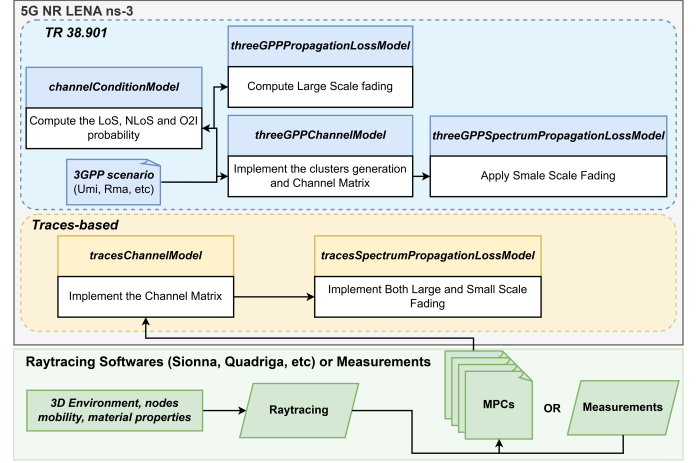 5G NR LENA ns-3
TR 38.901
threeGPPPropagationLossModel
Compute Large Scale fading
channelConditionModel
Compute the LoS, NLoS and O2I
probability
threeGPPChannelModel
Implement the clusters generation
and Channel Matrix
threeGPPSpectrumPropagationLossModel
Apply Smale Scale Fading
3GPP scenario
(Umi, Rma, etc)
Traces-based
tracesChannelModel
Implement the Channel Matrix
tracesSpectrumPropagationLossModel
Implement Both Large and Small Scale
Fading
Raytracing Softwares (Sionna, Quadriga, etc) or Measurements
3D Environment, nodes
mobility, material properties
Raytracing
MPCs
OR
Measurements